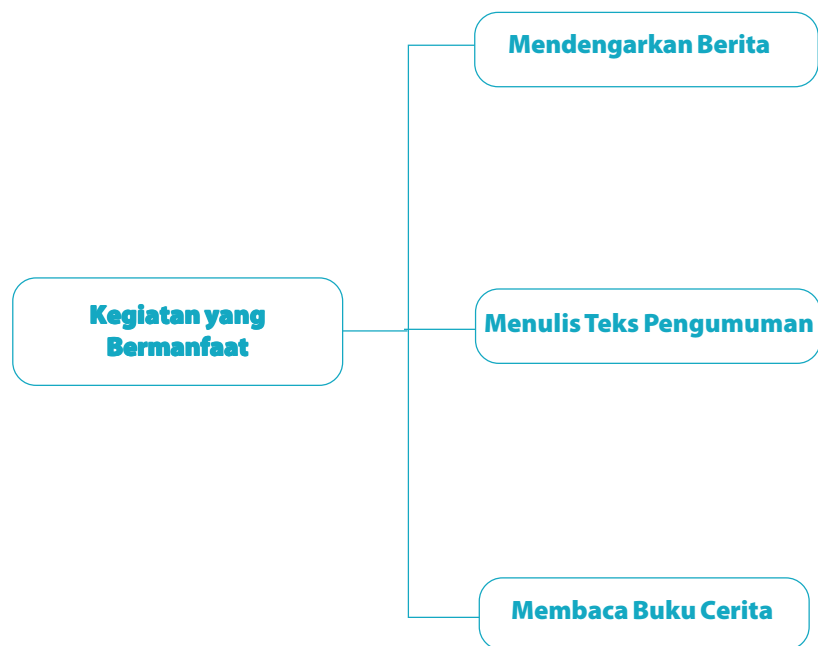 Mendengarkan Berita
Kegiatan yang
Bermanfaat
Menulis Teks Pengumuman
Membaca Buku Cerita